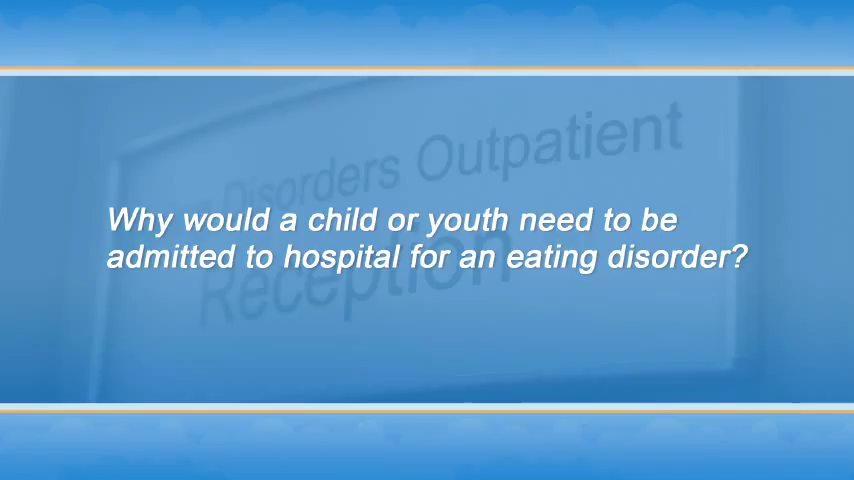 Disorders Outpatient
Reception
Why would a child or youth need to be
admitted to hospital for an eating disorder?